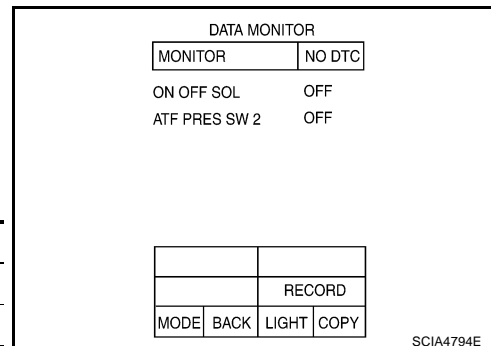 DATA MONITOR
MONITOR NO DTC
ON OFF SOL OFF
ATF PRES SW 2 OFF
RECORD
MODE BACK LIGHT COPY
SCIA4794E